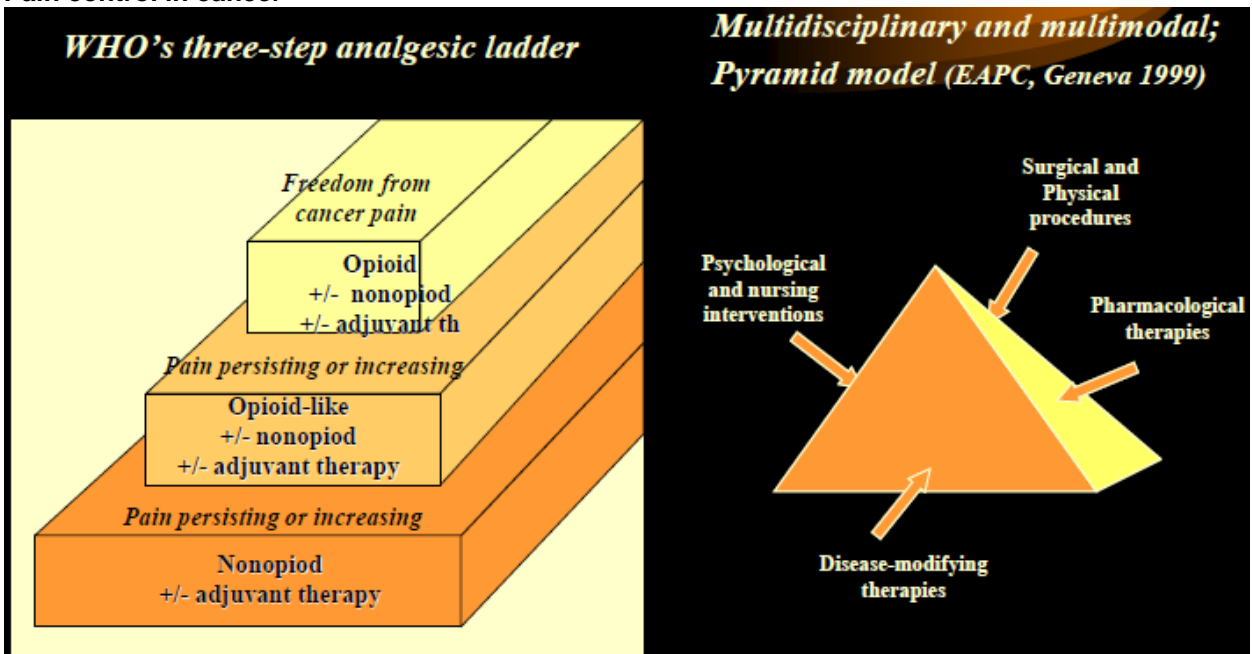 WHO's three-step analgesic ladder
Freedom from
cancer pain
Opioid
+/- nonopiod
+/- adjuvant th
Pain persisting or increasing
Opioid-like
+/- nonopiod
+/- adjuvant therapy
Pain persisting or increasing
Nonopiod
+/- adjuvant therapy
Multidisciplinary and multimodal;
Pyramid model (EAPC, Geneva 1999)
Surgical and
Physical
procedures
Psychological
and nursing
interventions
Pharmacological
therapies
Disease-modifying
therapies